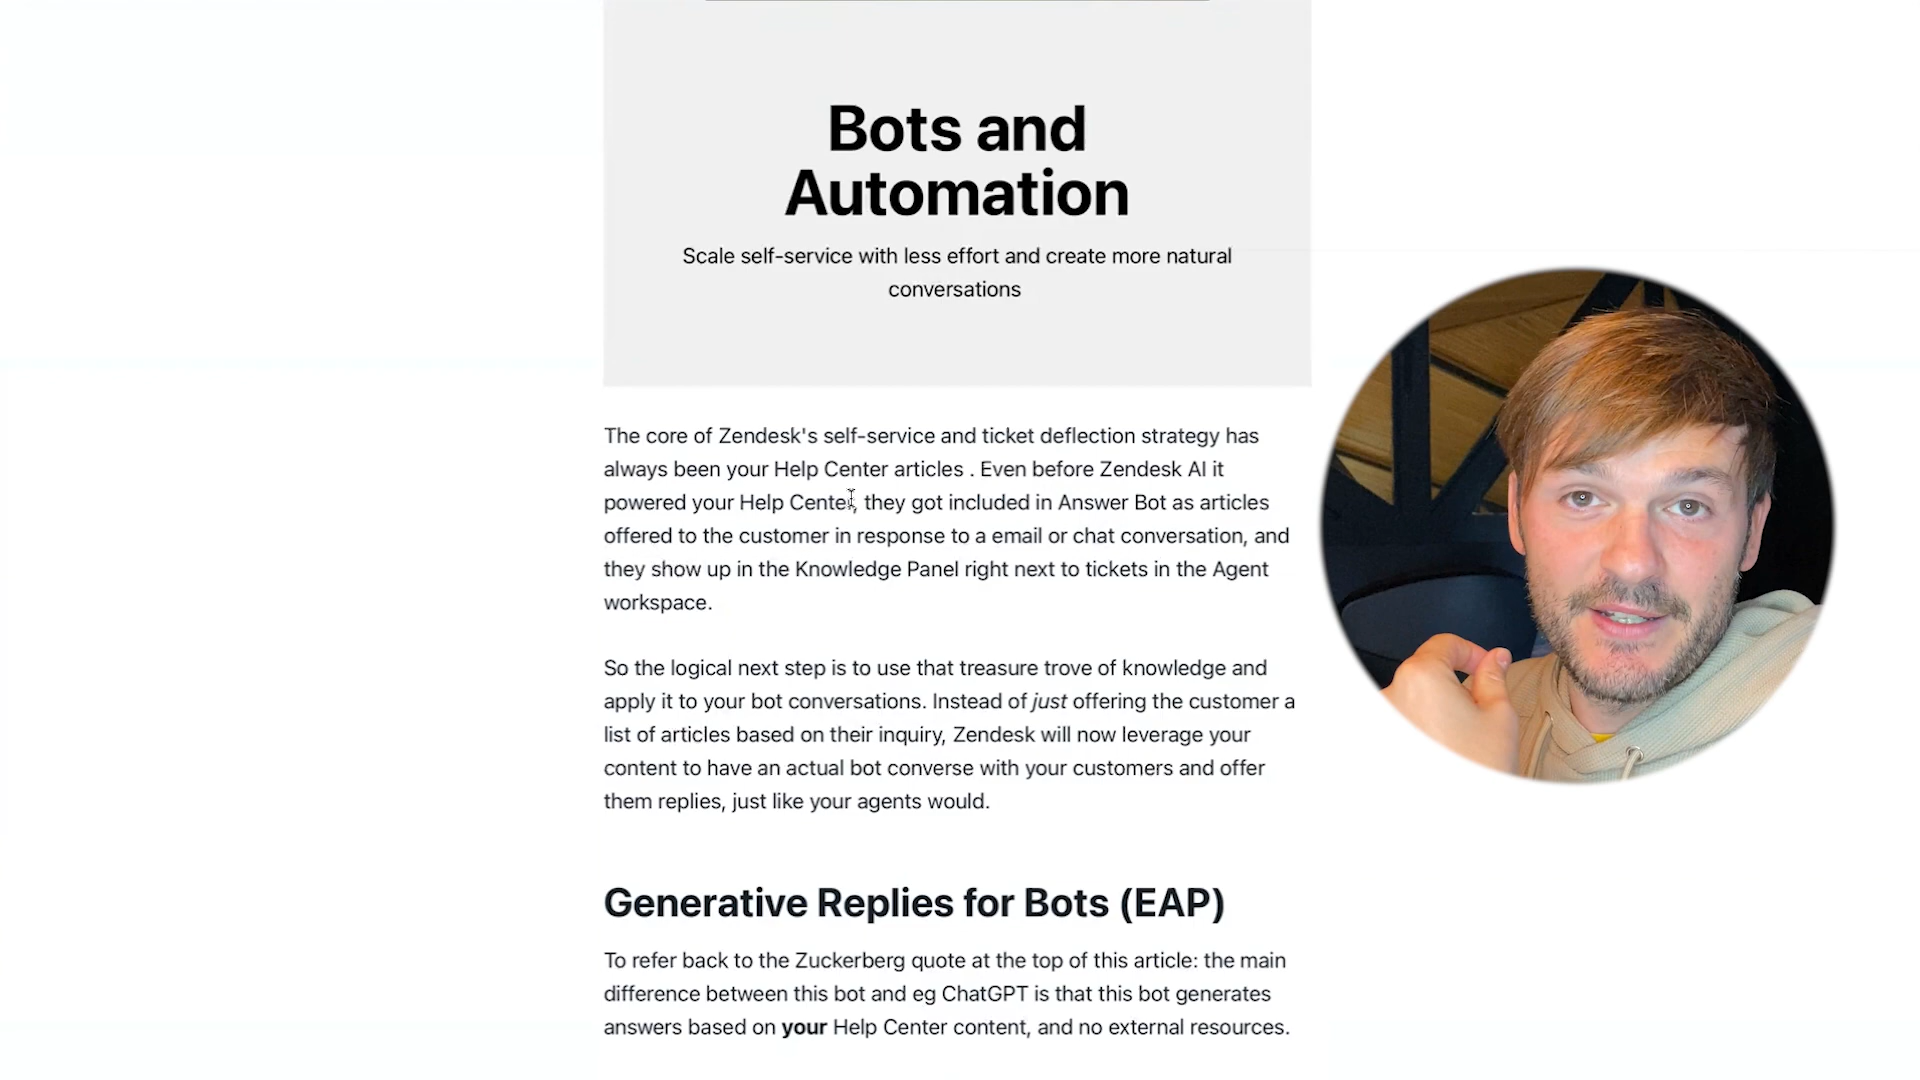 Bots and
Automation
Scale self-service with less effort and create more natural
conversations
The core of Zendesk's self-service and ticket deflection strategy has
always been your Help Center articles . Even before Zendesk AI it
powered your Help Center, they got included in Answer Bot as articles
offered to the customer in response to a email or chat conversation, and
they show up in the Knowledge Panel right next to tickets in the Agent
workspace.
So the logical next step is to use that treasure trove of knowledge and
apply it to your bot conversations. Instead of just offering the customer a
list of articles based on their inquiry, Zendesk will now leverage your
content to have an actual bot converse with your customers and offer
them replies, just like your agents would.
Generative Replies for Bots (EAP)
To refer back to the Zuckerberg quote at the top of this article: the main
difference between this bot and eg ChatGPT is that this bot generates
answers based on your Help Center content, and no external resources.